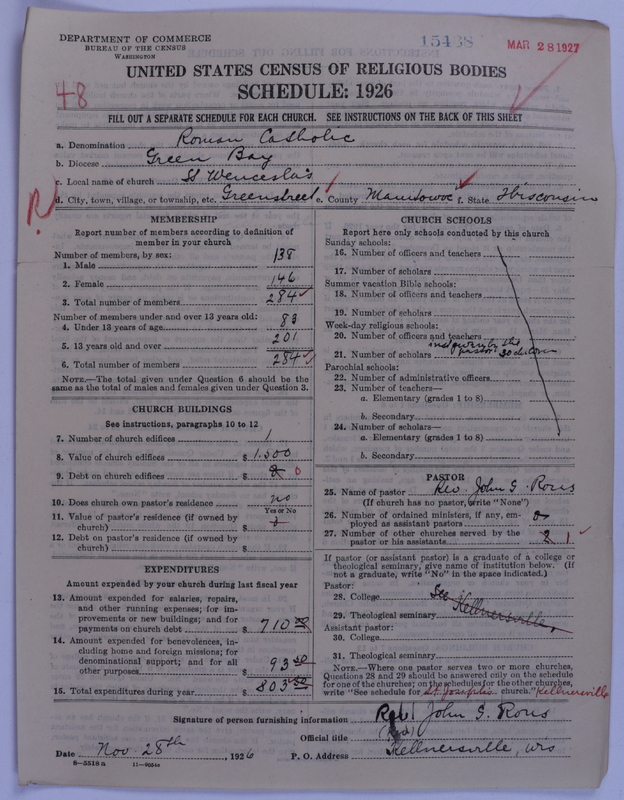 DEPARTMENT OF COMMERCE
BUREAU OF THE CENSUS
WASHINGTON
15438
MAR 28 1927
48
UNITED STATES CENSUS OF RELIGIOUS BODIES
SCHEDULE: 1926
FILL OUT A SEPARATE SCHEDULE FOR EACH CHURCH. SEE INSTRUCTIONS ON THE BACK OF THIS SHEET
a. Denomination Roman Catholic
b. Diocese Green Bay
c. Local name of church St Wenceslaus
d. City, town, village, or township, etc. Greenstreet e. County Manitowoc f. State Wisconsin
MEMBERSHIP
Report number of members according to definition of
member in your church
Number of members, by sex:
1. Male 138
2. Female 146
3. Total number of members 284
Number of members under and over 13 years old:
4. Under 13 years of age 83
5. 13 years old and over 201
6. Total number of members 284
NOTE.—The total given under Question 6 should be the
same as the total of males and females given under Question 3.
CHURCH BUILDINGS
See instructions, paragraphs 10 to 12
7. Number of church edifices 1
8. Value of church edifices $ 1.500
9. Debt on church edifices $ 0
10. Does church own pastor's residence no
Yes or No
11. Value of pastor's residence (if owned by
church) $
12. Debt on pastor's residence (if owned by
church) $
EXPENDITURES
Amount expended by your church during last fiscal year
13. Amount expended for salaries, repairs,
and other running expenses; for im-
provements or new buildings; and for
payments on church debt $ 710
14. Amount expended for benevolences, in-
cluding home and foreign missions; for
denominational support; and for all
other purposes $ 93 50
15. Total expenditures during year $ 803 50
CHURCH SCHOOLS
Report here only schools conducted by this church
Sunday schools:
16. Number of officers and teachers
17. Number of scholars
Summer vacation Bible schools:
18. Number of officers and teachers
19. Number of scholars
Week-day religious schools:
20. Number of officers and teachers
by the
21. Number of scholars pastor 30 children
Parochial schools:
22. Number of administrative officers
23. Number of teachers—
a. Elementary (grades 1 to 8)
b. Secondary
24. Number of scholars—
a. Elementary (grades 1 to 8)
b. Secondary
PASTOR
25. Name of pastor Rev. John G. Rous
(If church has no pastor, write "None")
26. Number of ordained ministers, if any, em-
ployed as assistant pastors 0
27. Number of other churches served by the
pastor or his assistants 2 1
If pastor (or assistant pastor) is a graduate of a college or
theological seminary, give name of institution below. (If
not a graduate, write "No" in the space indicated.)
Pastor:
28. College See
29. Theological seminary Kellnersville,
Assistant pastor:
30. College
31. Theological seminary
NOTE.—Where one pastor serves two or more churches,
Questions 28 and 29 should be answered only on the schedule
for one of the churches; on the schedules for the other churches,
write "See schedule for St. Joseph's church." Kellnersville
Signature of person furnishing information Rev. John G. Rous
Official title (Rev.)
Date Nov. 28th, 1926
P. O. Address Kellnersville, Wis
8—5518a 11—9034a